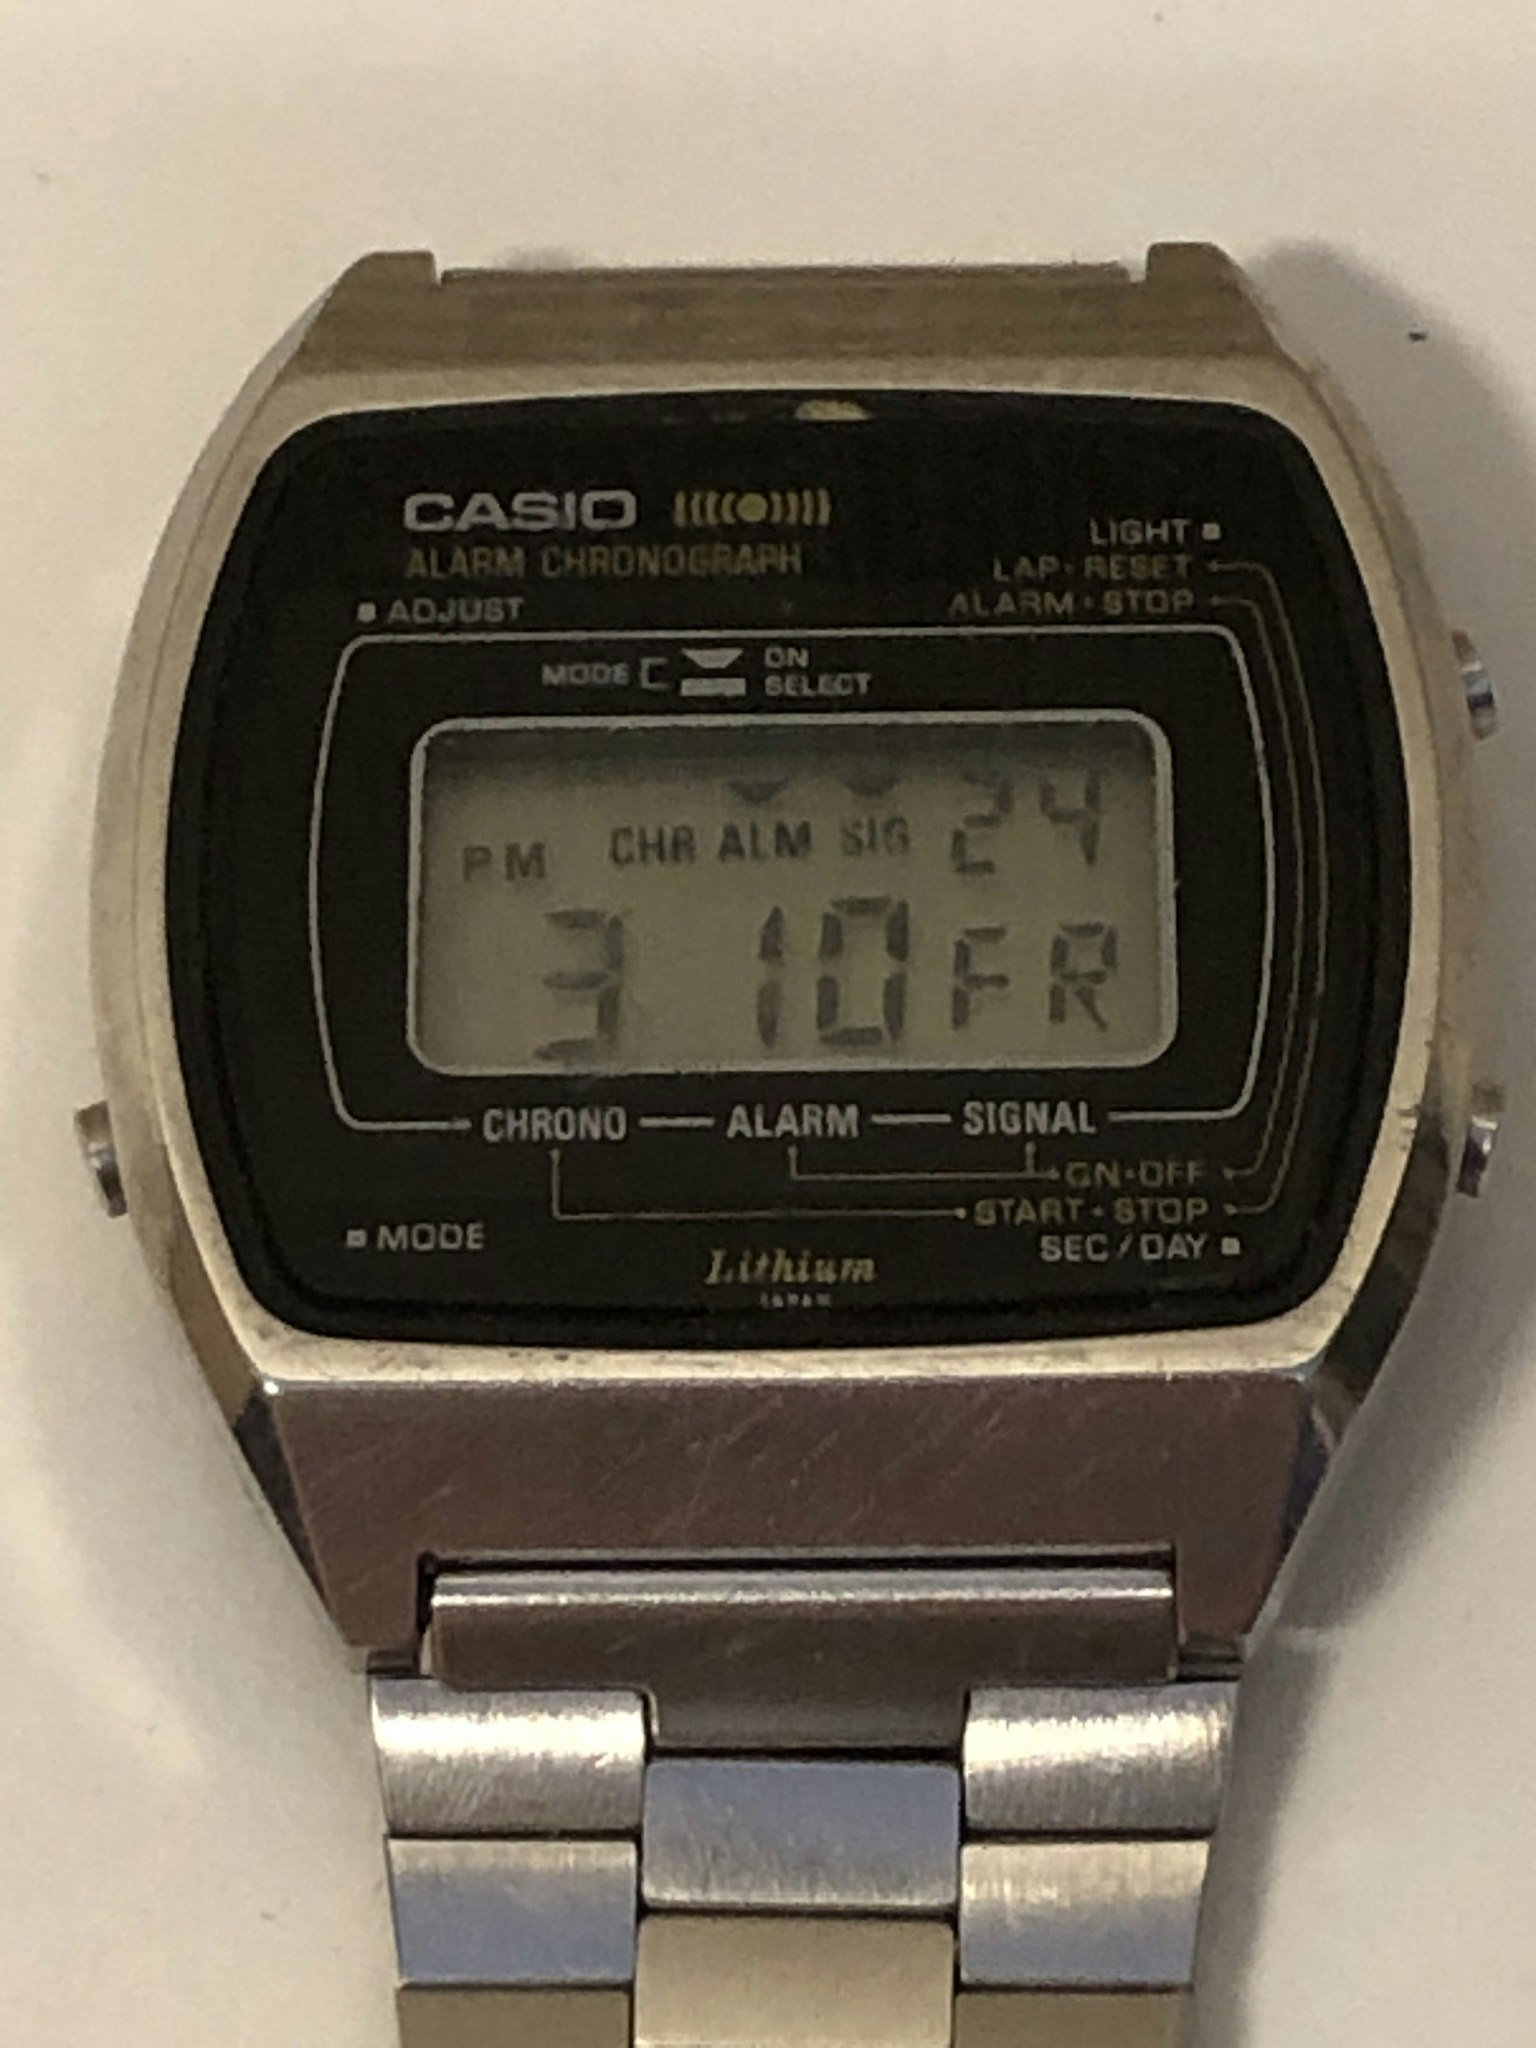 CASIO
ALARM CHRONOGRAPH
LIGHT
LAP • RESET
ALARM • STOP
ADJUST
MODE
ON
SELECT
24
PM CHR ALM SIG
3 10 FR
CHRONO ALARM SIGNAL
ON • OFF
START • STOP
MODE
SEC / DAY
Lithium
JAPAN